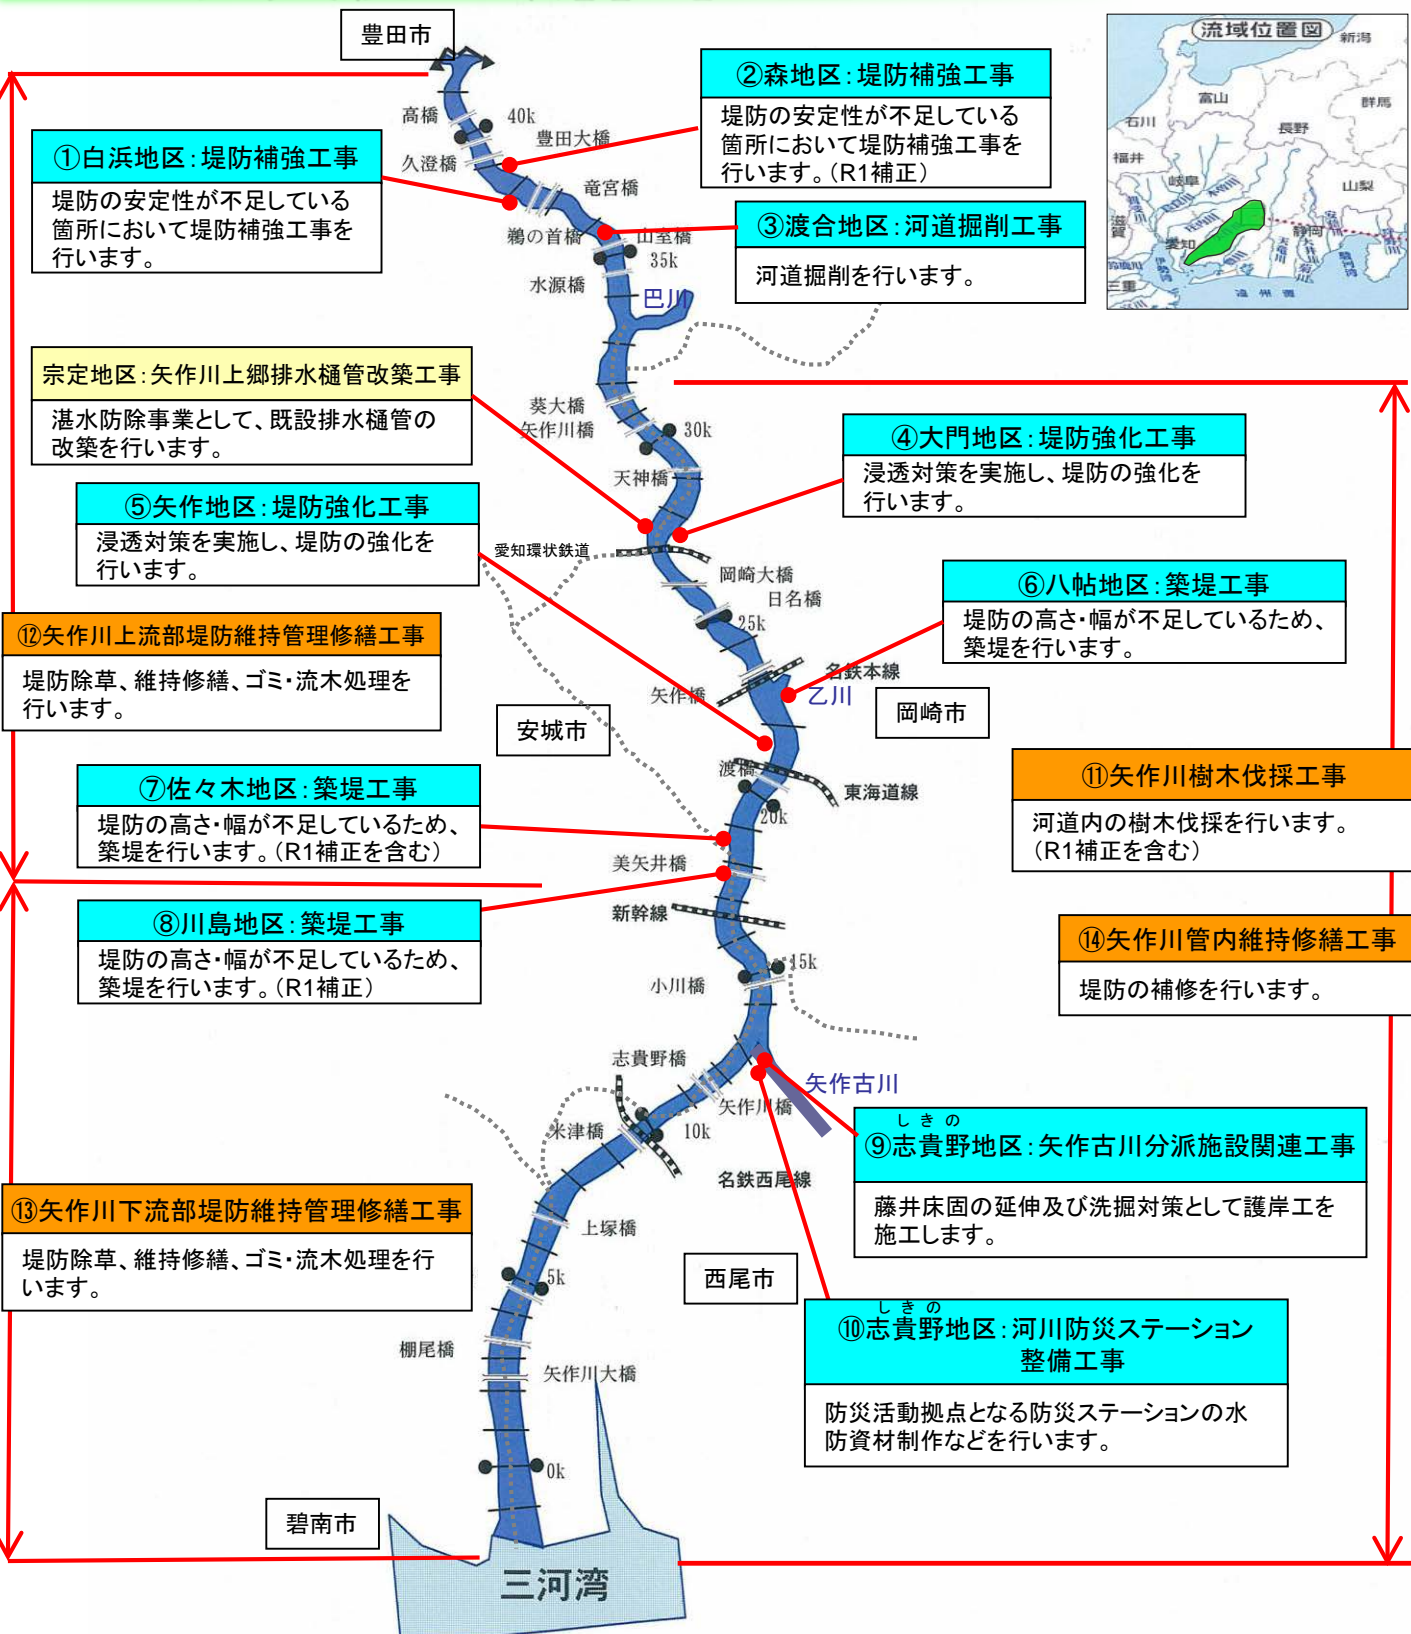 豊田市
流域位置図
新潟
富山
石川
群馬
長野
福井
岐阜
山梨
滋賀
愛知
静岡
三重
伊勢湾
駿河湾
遠州灘
天竜川
菊川
高橋
40k
豊田大橋
久澄橋
竜宮橋
鵜の首橋
山室橋
35k
水源橋
巴川
②森地区:堤防補強工事
堤防の安定性が不足している
箇所において堤防補強工事を
行います。(R1補正)
①白浜地区:堤防補強工事
堤防の安定性が不足している
箇所において堤防補強工事を
行います。
③渡合地区:河道掘削工事
河道掘削を行います。
宗定地区:矢作川上郷排水樋管改築工事
湛水防除事業として、既設排水樋管の
改築を行います。
葵大橋
矢作川橋
30k
天神橋
④大門地区:堤防強化工事
浸透対策を実施し、堤防の強化を
行います。
⑤矢作地区:堤防強化工事
浸透対策を実施し、堤防の強化を
行います。
愛知環状鉄道
岡崎大橋
日名橋
25k
⑥八帖地区:築堤工事
堤防の高さ・幅が不足しているため、
築堤を行います。
⑫矢作川上流部堤防維持管理修繕工事
堤防除草、維持修繕、ゴミ・流木処理を
行います。
名鉄本線
矢作橋
乙川
岡崎市
安城市
渡橋
東海道線
20k
⑪矢作川樹木伐採工事
河道内の樹木伐採を行います。
(R1補正を含む)
⑦佐々木地区:築堤工事
堤防の高さ・幅が不足しているため、
築堤を行います。(R1補正を含む)
美矢井橋
新幹線
⑧川島地区:築堤工事
堤防の高さ・幅が不足しているため、
築堤を行います。(R1補正)
⑭矢作川管内維持修繕工事
堤防の補修を行います。
15k
小川橋
志貴野橋
矢作古川
矢作川橋
米津橋
10k
名鉄西尾線
しきの
⑨志貴野地区:矢作古川分派施設関連工事
藤井床固の延伸及び洗掘対策として護岸工を
施工します。
⑬矢作川下流部堤防維持管理修繕工事
堤防除草、維持修繕、ゴミ・流木処理を行
います。
上塚橋
西尾市
5k
しきの
⑩志貴野地区:河川防災ステーション
整備工事
防災活動拠点となる防災ステーションの水
防資材制作などを行います。
棚尾橋
矢作川大橋
0k
碧南市
三河湾